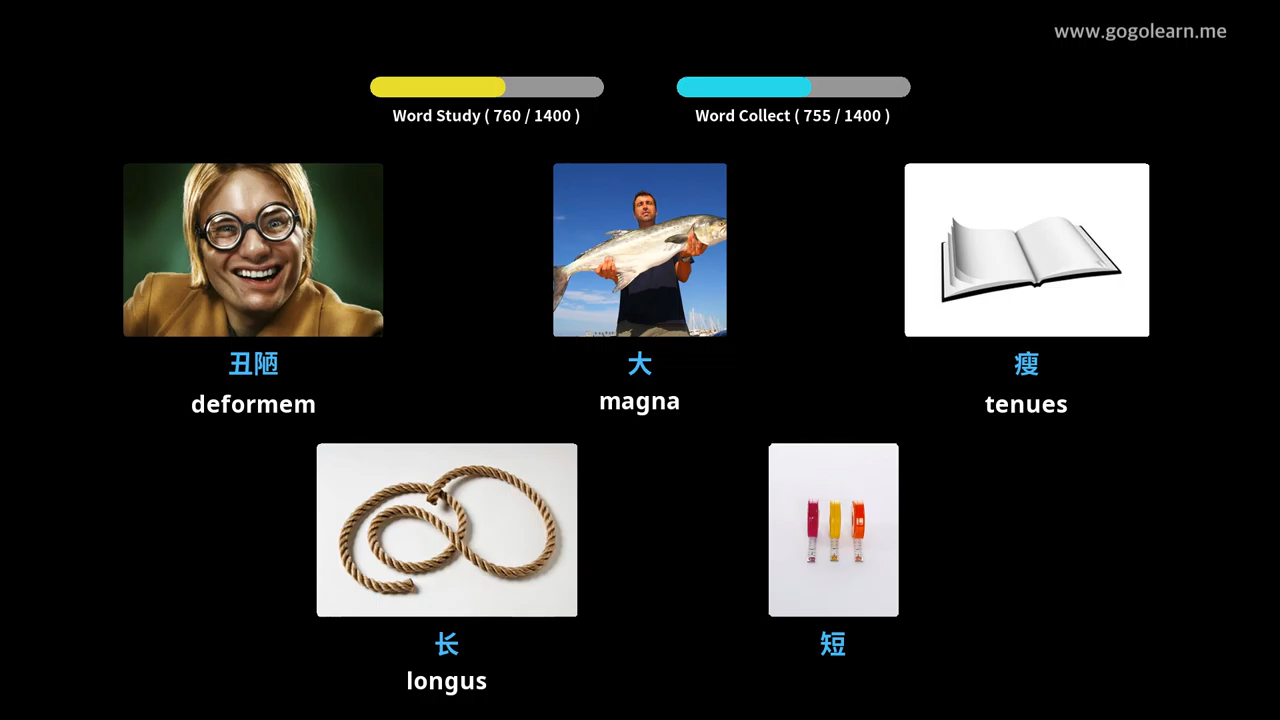 www.gogolearn.me
Word Study ( 760 / 1400 )
Word Collect ( 755 / 1400 )
丑陋
deformem
大
magna
瘦
tenues
长
longus
短